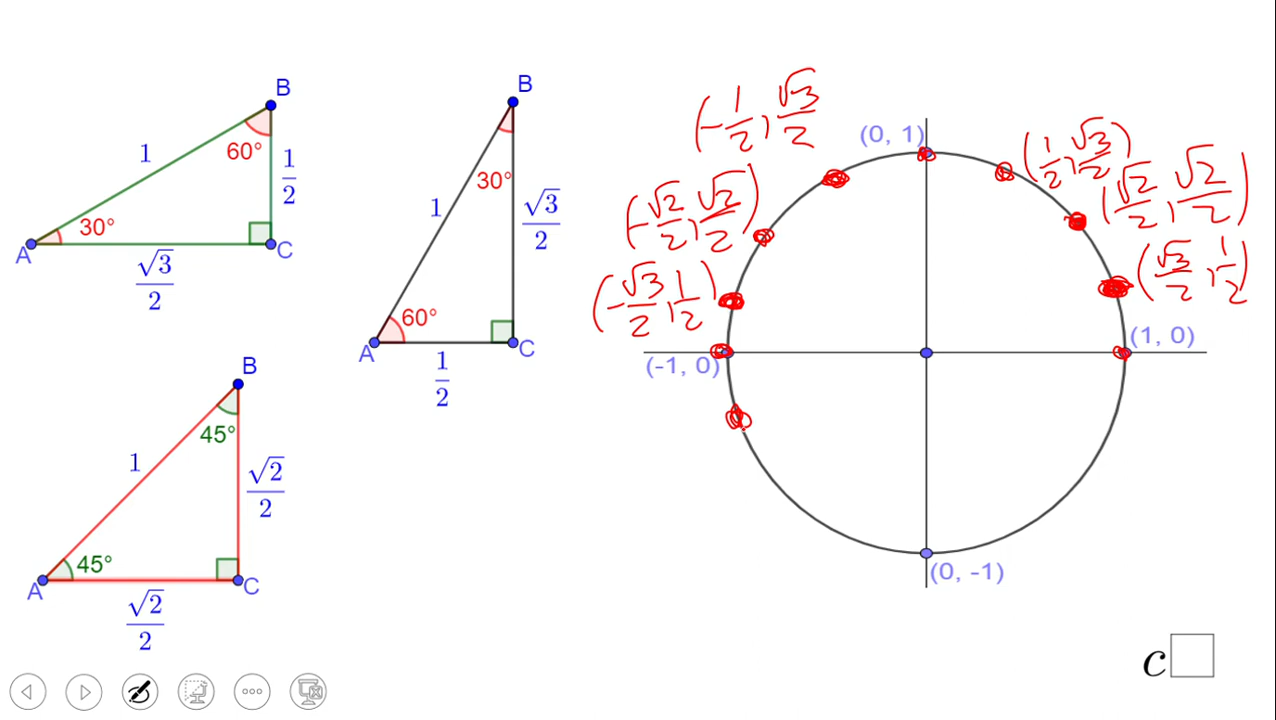 B
1
60°
1/2
30°
A
C
√3/2
B
30°
1
√3/2
60°
A
C
1/2
B
45°
1
√2/2
45°
A
C
√2/2
(-1/2, √3/2)
(0, 1)
(1/2, √3/2)
(-√2/2, √2/2)
(√2/2, √2/2)
(-√3/2, 1/2)
(√3/2, 1/2)
(-1, 0)
(1, 0)
(0, -1)
c